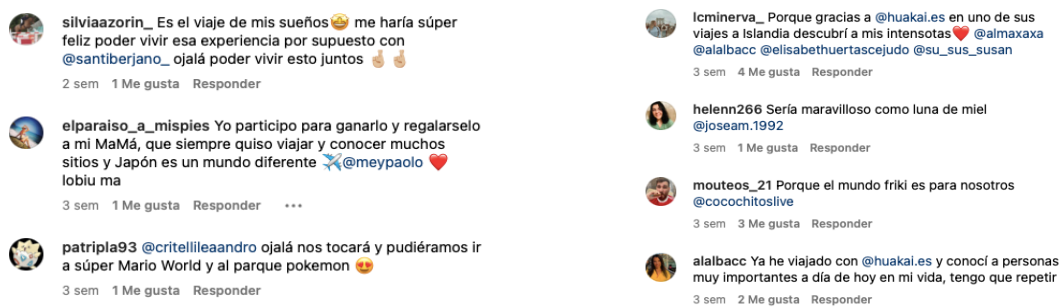 silviaazorin_ Es el viaje de mis sueños🤩 me haría súper
feliz poder vivir esa experiencia por supuesto con
@santiberjano_ ojalá poder vivir esto juntos 🤞🏼🤞🏼
2 sem 1 Me gusta Responder
elparaiso_a_mispies Yo participo para ganarlo y regalarselo
a mi MaMá, que siempre quiso viajar y conocer muchos
sitios y Japón es un mundo diferente ✈️@meypaolo ❤️
lobiu ma
3 sem 1 Me gusta Responder ...
patripla93 @critellileaandro ojalá nos tocará y pudiéramos ir
a súper Mario World y al parque pokemon 😍
3 sem 1 Me gusta Responder
lcminerva_ Porque gracias a @huakai.es en uno de sus
viajes a Islandia descubrí a mis intensotas❤️ @almaxaxa
@alalbacc @elisabethuertascejudo @su_sus_susan
3 sem 4 Me gusta Responder
helenn266 Sería maravilloso como luna de miel
@joseam.1992
3 sem 1 Me gusta Responder
mouteos_21 Porque el mundo friki es para nosotros
@cocochitoslive
3 sem 3 Me gusta Responder
alalbacc Ya he viajado con @huakai.es y conocí a personas
muy importantes a día de hoy en mi vida, tengo que repetir
3 sem 2 Me gusta Responder